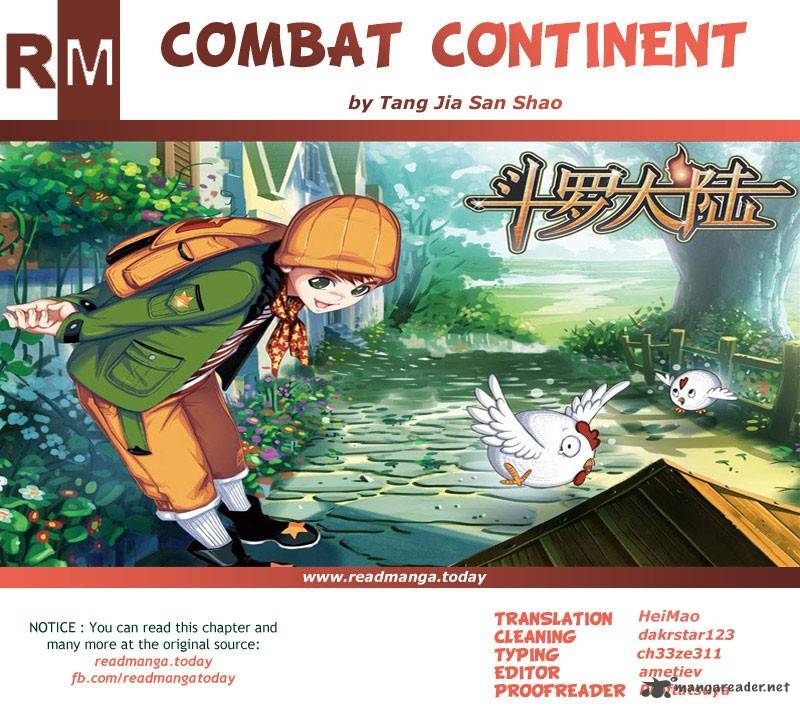 RM
COMBAT CONTINENT
by Tang Jia San Shao
斗罗大陆
www.readmanga.today
NOTICE : You can read this chapter and
many more at the original source:
readmanga.today
fb.com/readmangatoday
TRANSLATION HeiMao
CLEANING dakrstar123
TYPING ch33ze311
EDITOR ametiev
PROOFREADER
mangareader.net